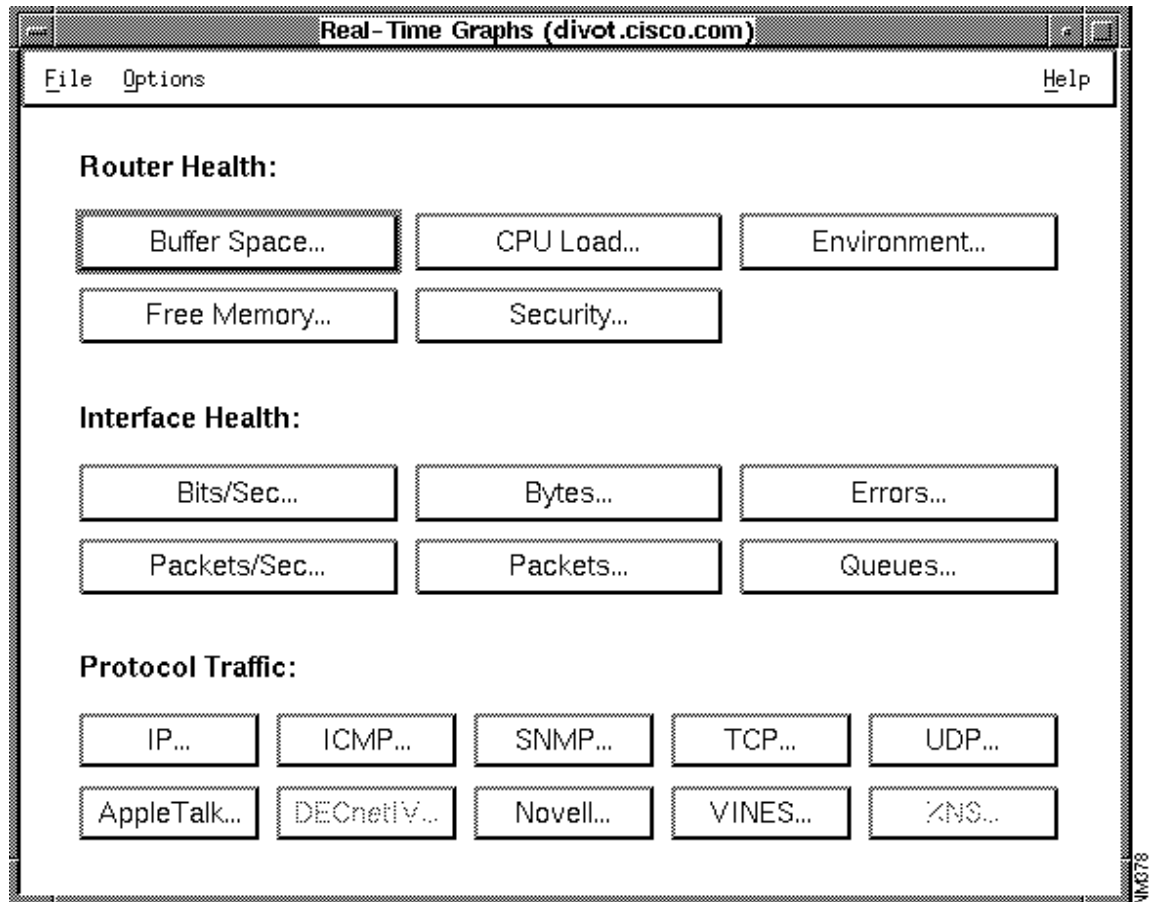 Real-Time Graphs (divot.cisco.com)
File Options Help
Router Health:
Buffer Space... CPU Load... Environment...
Free Memory... Security...
Interface Health:
Bits/Sec... Bytes... Errors...
Packets/Sec... Packets... Queues...
Protocol Traffic:
IP... ICMP... SNMP... TCP... UDP...
AppleTalk... DECnetIV... Novell... VINES... XNS...
NM378